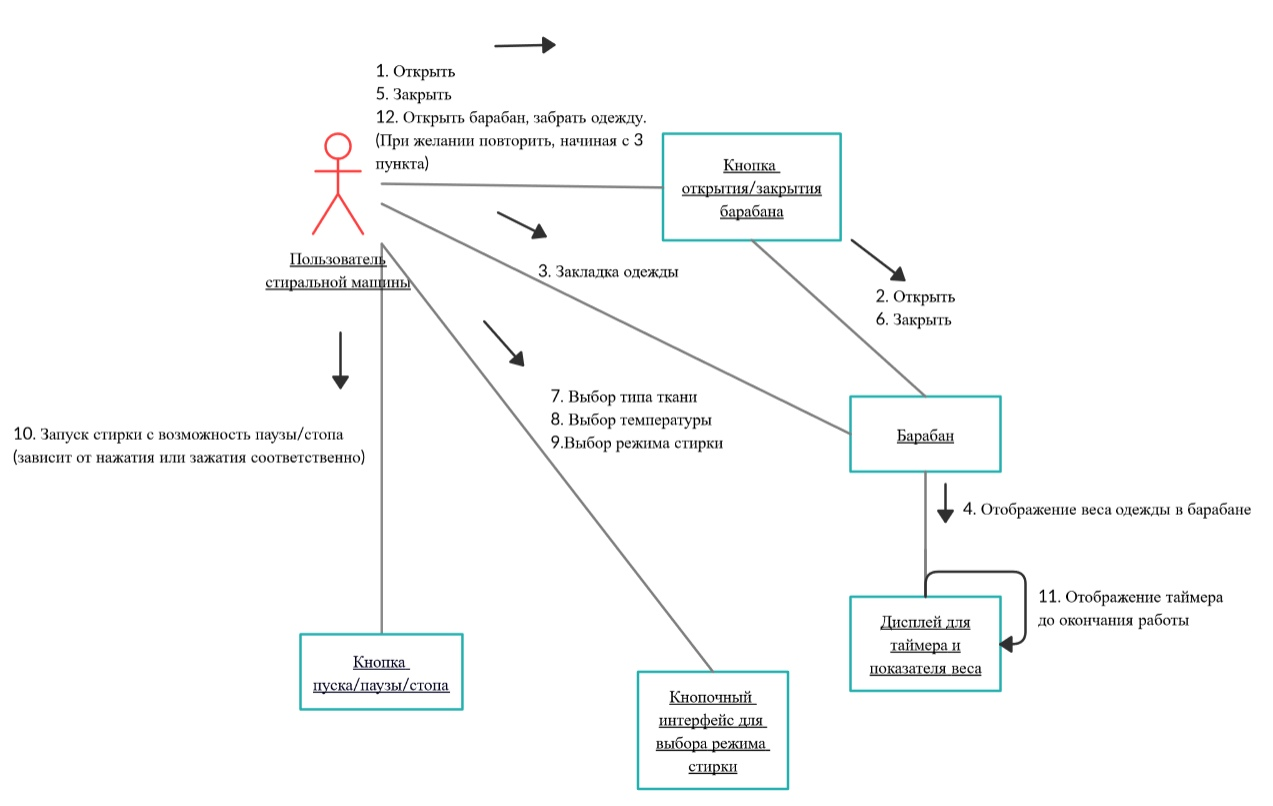 1. Открыть
5. Закрыть
12. Открыть барабан, забрать одежду.
(При желании повторить, начиная с 3
пункта)
Кнопка
открытия/закрытия
барабана
Пользователь
стиральной машины
3. Закладка одежды
2. Открыть
6. Закрыть
7. Выбор типа ткани
8. Выбор температуры
9.Выбор режима стирки
10. Запуск стирки с возможность паузы/стопа
(зависит от нажатия или зажатия соответственно)
Барабан
4. Отображение веса одежды в барабане
11. Отображение таймера
до окончания работы
Дисплей для
таймера и
показателя веса
Кнопка
пуска/паузы/стопа
Кнопочный
интерфейс для
выбора режима
стирки